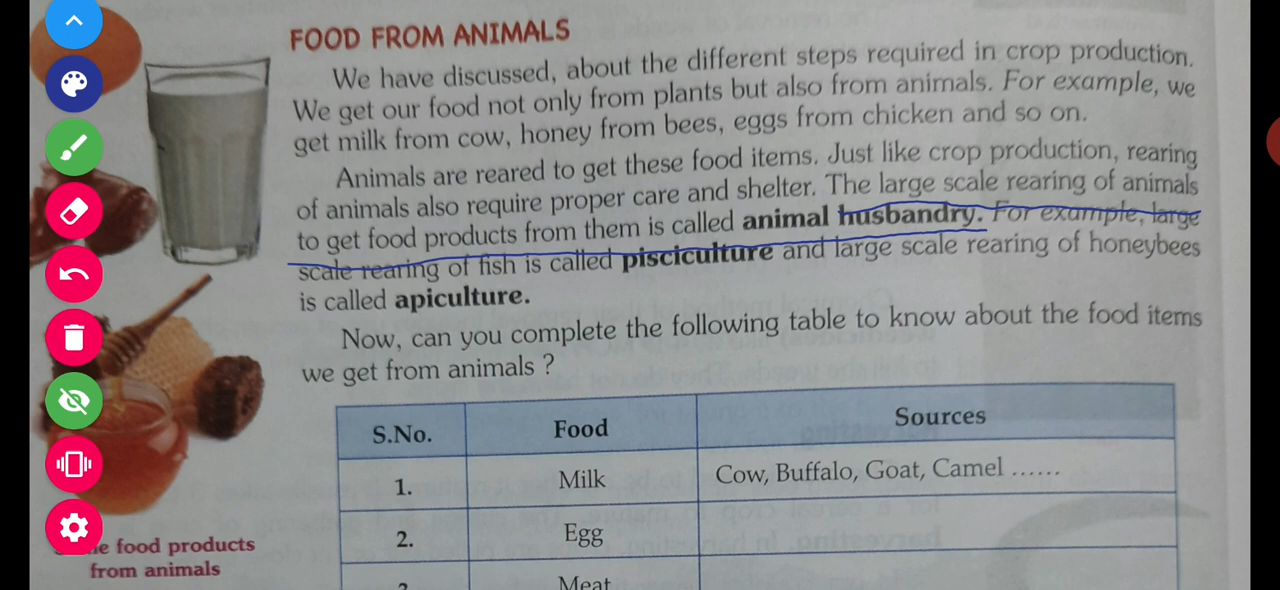 FOOD FROM ANIMALS
We have discussed, about the different steps required in crop production.
We get our food not only from plants but also from animals. For example, we
get milk from cow, honey from bees, eggs from chicken and so on.
Animals are reared to get these food items. Just like crop production, rearing
of animals also require proper care and shelter. The large scale rearing of animals
to get food products from them is called animal husbandry. For example, large
scale rearing of fish is called pisciculture and large scale rearing of honeybees
is called apiculture.
Now, can you complete the following table to know about the food items
we get from animals ?
S.No. Food Sources
1. Milk Cow, Buffalo, Goat, Camel ......
2. Egg
Meat
food products
from animals